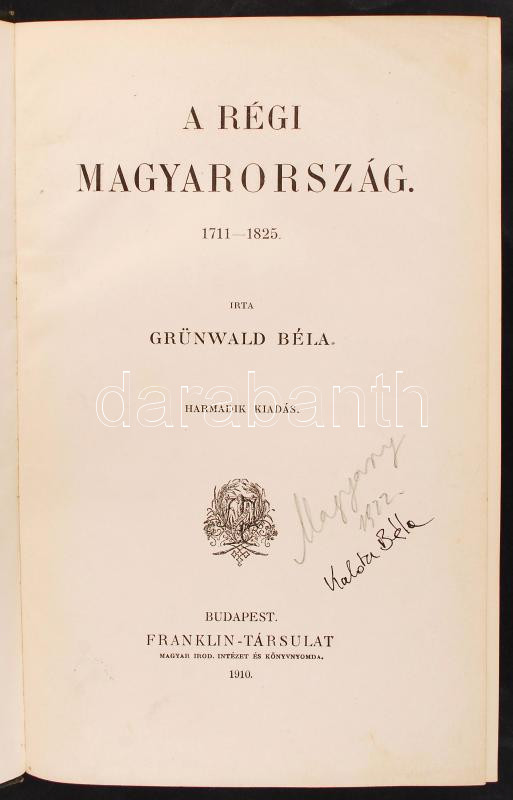 A RÉGI
MAGYARORSZÁG.
1711—1825.
IRTA
GRÜNWALD BÉLA.
darabanth
HARMADIK KIADÁS.
1922.
Kalota Béla
BUDAPEST.
FRANKLIN-TÁRSULAT
MAGYAR IROD. INTÉZET ÉS KÖNYVNYOMDA.
1910.